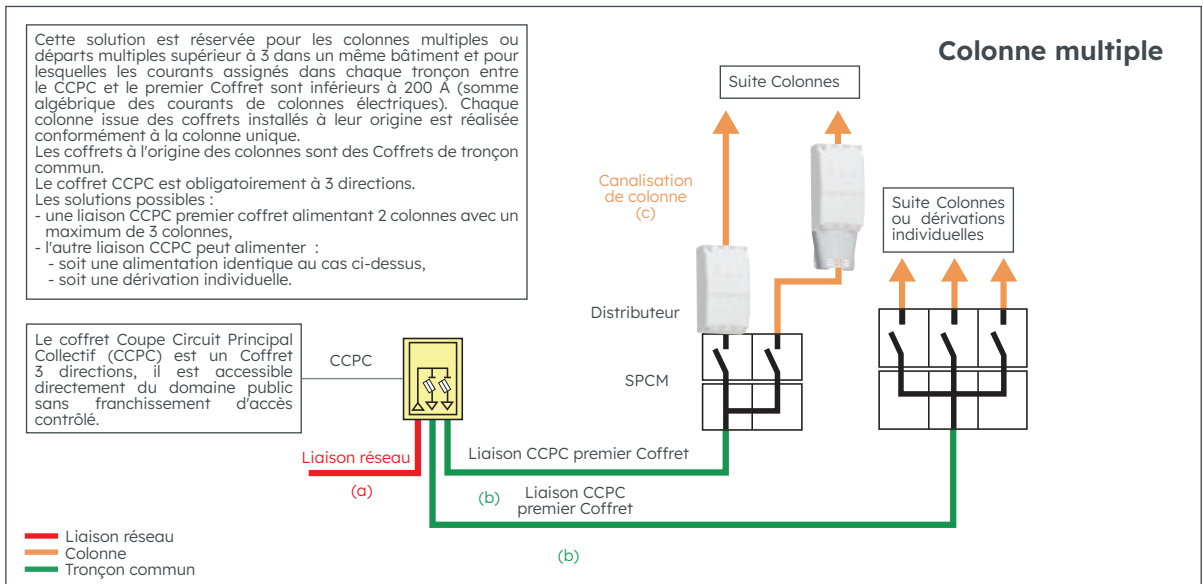 Colonne multiple
Cette solution est réservée pour les colonnes multiples ou
départs multiples supérieur à 3 dans un même bâtiment et pour
lesquelles les courants assignés dans chaque tronçon entre
le CCPC et le premier Coffret sont inférieurs à 200 A (somme
algébrique des courants de colonnes électriques). Chaque
colonne issue des coffrets installés à leur origine est réalisée
conformément à la colonne unique.
Les coffrets à l'origine des colonnes sont des Coffrets de tronçon
commun.
Le coffret CCPC est obligatoirement à 3 directions.
Les solutions possibles :
- une liaison CCPC premier coffret alimentant 2 colonnes avec un
maximum de 3 colonnes,
- l'autre liaison CCPC peut alimenter :
- soit une alimentation identique au cas ci-dessus,
- soit une dérivation individuelle.
Suite Colonnes
Canalisation
de colonne
(c)
Suite Colonnes
ou dérivations
individuelles
Distributeur
SPCM
Le coffret Coupe Circuit Principal
Collectif (CCPC) est un Coffret
3 directions, il est accessible
directement du domaine public
sans franchissement d'accès
contrôlé.
CCPC
Liaison réseau
(a)
Liaison CCPC premier Coffret
(b)
Liaison CCPC
premier Coffret
(b)
Liaison réseau
Colonne
Tronçon commun